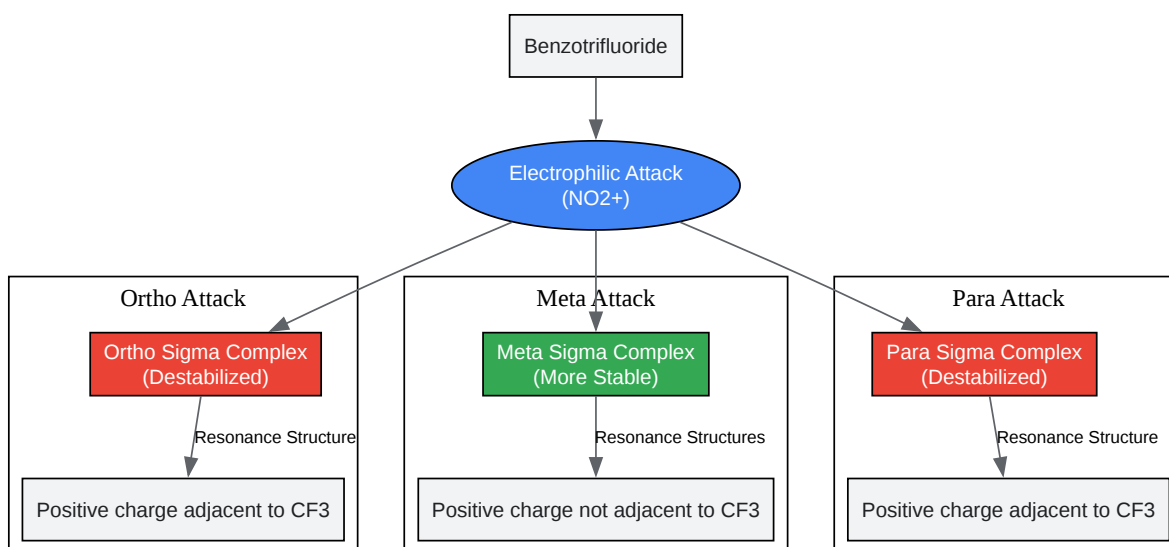 Benzotrifluoride
Electrophilic Attack
(NO2+)
Ortho Attack
Meta Attack
Para Attack
Ortho Sigma Complex
(Destabilized)
Meta Sigma Complex
(More Stable)
Para Sigma Complex
(Destabilized)
Resonance Structure
Resonance Structures
Resonance Structure
Positive charge adjacent to CF3
Positive charge not adjacent to CF3
Positive charge adjacent to CF3